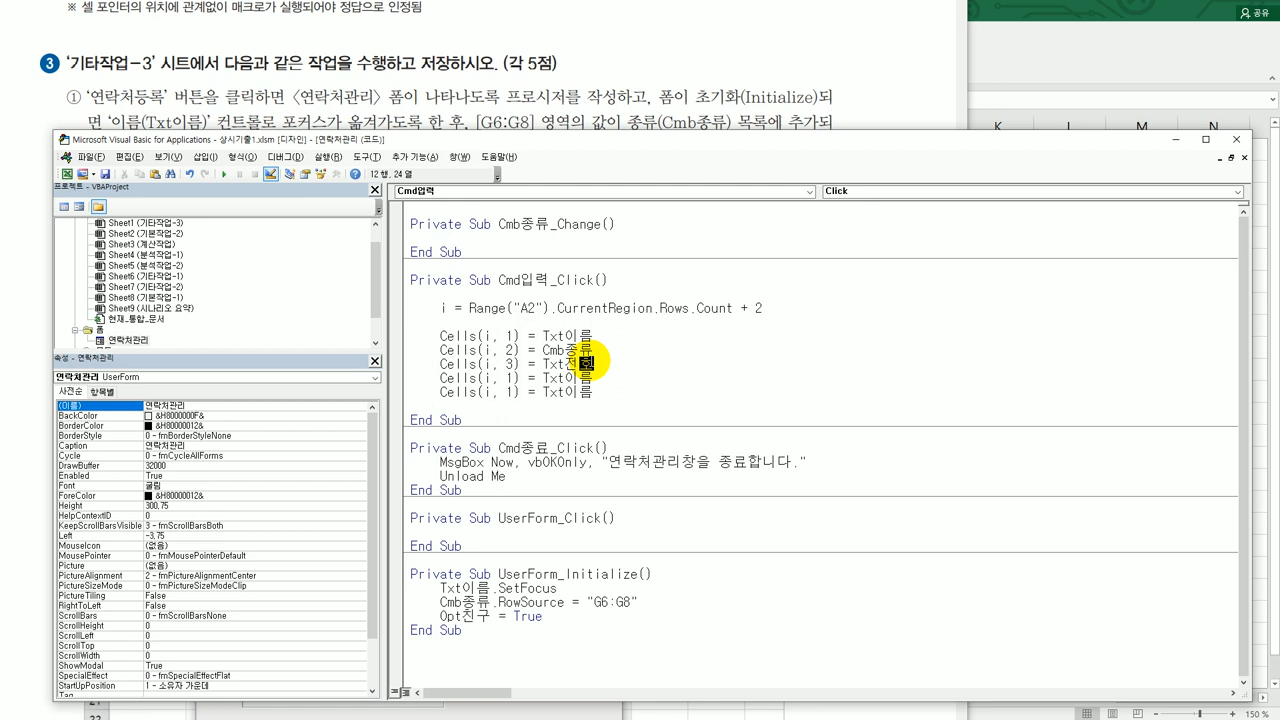 ※ 셀 포인터의 위치에 관계없이 매크로가 실행되어야 정답으로 인정됨
공유
3 ‘기타작업-3’ 시트에서 다음과 같은 작업을 수행하고 저장하시오. (각 5점)
① ‘연락처등록’ 버튼을 클릭하면 〈연락처관리〉 폼이 나타나도록 프로시저를 작성하고, 폼이 초기화(Initialize)되
면 ‘이름(Txt이름)’ 컨트롤로 포커스가 옮겨가도록 한 후, [G6:G8] 영역의 값이 종류(Cmb종류) 목록에 추가되
K L M N
Microsoft Visual Basic for Applications - 상시기출1.xlsm [디자인] - [연락처관리 (코드)]
파일(F) 편집(E) 보기(V) 삽입(I) 형식(O) 디버그(D) 실행(R) 도구(T) 추가 기능(A) 창(W) 도움말(H)
12 행, 24 열
프로젝트 - VBAProject
Cmd입력 Click
Sheet1 (기타작업-3)
Sheet2 (기본작업-2)
Sheet3 (계산작업)
Sheet4 (분석작업-1)
Sheet5 (분석작업-2)
Sheet6 (기타작업-1)
Sheet7 (기타작업-2)
Sheet8 (기본작업-1)
Sheet9 (시나리오 요약)
현재_통합_문서
폼
연락처관리
속성 - 연락처관리
연락처관리 UserForm
사전순 항목별
(이름) 연락처관리
BackColor &H8000000F&
BorderColor &H80000012&
BorderStyle 0 - fmBorderStyleNone
Caption 연락처관리
Cycle 0 - fmCycleAllForms
DrawBuffer 32000
Enabled True
Font 굴림
ForeColor &H80000012&
Height 300.75
HelpContextID 0
KeepScrollBarsVisible 3 - fmScrollBarsBoth
Left -3.75
MouseIcon (없음)
MousePointer 0 - fmMousePointerDefault
Picture (없음)
PictureAlignment 2 - fmPictureAlignmentCenter
PictureSizeMode 0 - fmPictureSizeModeClip
PictureTiling False
RightToLeft False
ScrollBars 0 - fmScrollBarsNone
ScrollHeight 0
ScrollLeft 0
ScrollTop 0
ScrollWidth 0
ShowModal True
SpecialEffect 0 - fmSpecialEffectFlat
StartUpPosition 1 - 소유자 가운데
Tag
Private Sub Cmb종류_Change()
End Sub
Private Sub Cmd입력_Click()
i = Range("A2").CurrentRegion.Rows.Count + 2
Cells(i, 1) = Txt이름
Cells(i, 2) = Cmb종류
Cells(i, 3) = Txt전화
Cells(i, 1) = Txt이름
Cells(i, 1) = Txt이름
End Sub
Private Sub Cmd종료_Click()
MsgBox Now, vbOKOnly, "연락처관리창을 종료합니다."
Unload Me
End Sub
Private Sub UserForm_Click()
End Sub
Private Sub UserForm_Initialize()
Txt이름.SetFocus
Cmb종류.RowSource = "G6:G8"
Opt친구 = True
End Sub
150 %